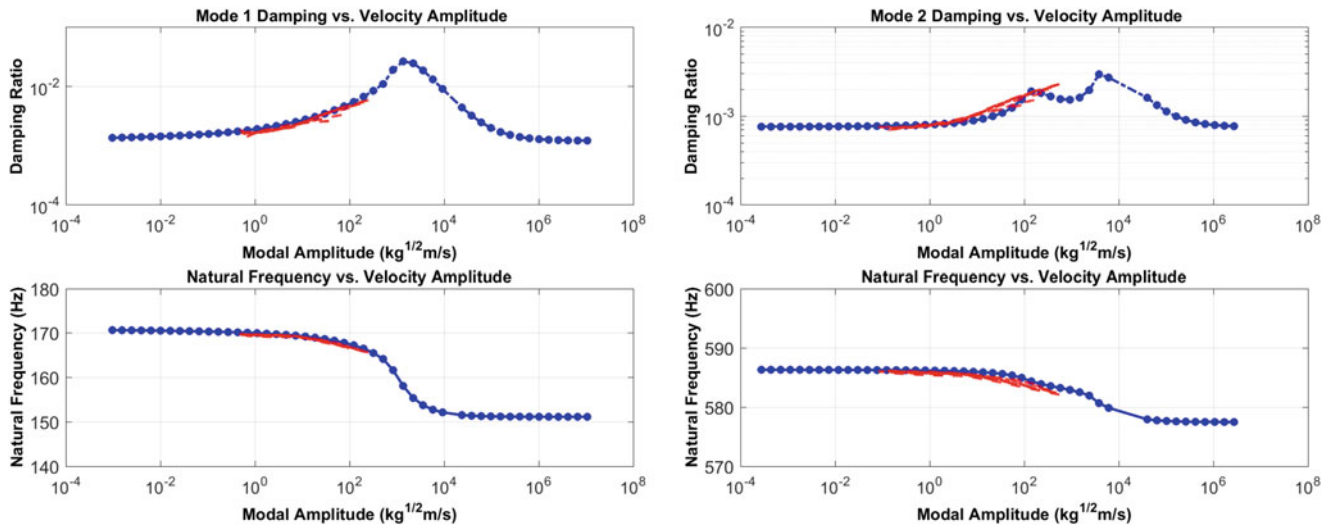 Mode 1 Damping vs. Velocity Amplitude
Damping Ratio
10^-2
10^-4
10^-4 10^-2 10^0 10^2 10^4 10^6 10^8
Modal Amplitude (kg^1/2m/s)
Mode 2 Damping vs. Velocity Amplitude
Damping Ratio
10^-2
10^-3
10^-4
10^-4 10^-2 10^0 10^2 10^4 10^6 10^8
Modal Amplitude (kg^1/2m/s)
Natural Frequency vs. Velocity Amplitude
Natural Frequency (Hz)
180
170
160
150
140
10^-4 10^-2 10^0 10^2 10^4 10^6 10^8
Modal Amplitude (kg^1/2m/s)
Natural Frequency vs. Velocity Amplitude
Natural Frequency (Hz)
600
590
580
570
10^-4 10^-2 10^0 10^2 10^4 10^6 10^8
Modal Amplitude (kg^1/2m/s)